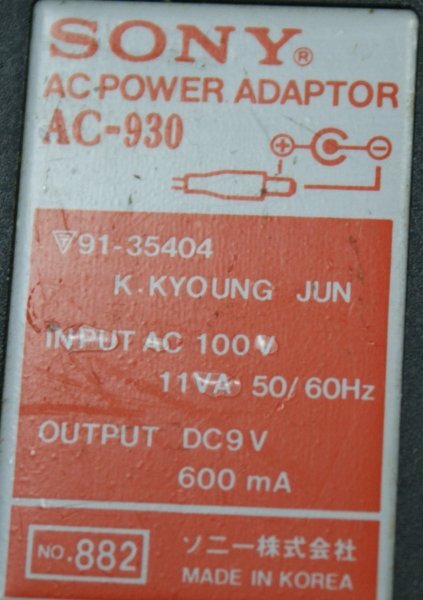 SONY®
AC POWER ADAPTOR
AC-930
▽T 91-35404
K.KYOUNG JUN
INPUT AC 100V
11VA 50/60Hz
OUTPUT DC9V
600 mA
NO.882
ソニー株式会社
MADE IN KOREA